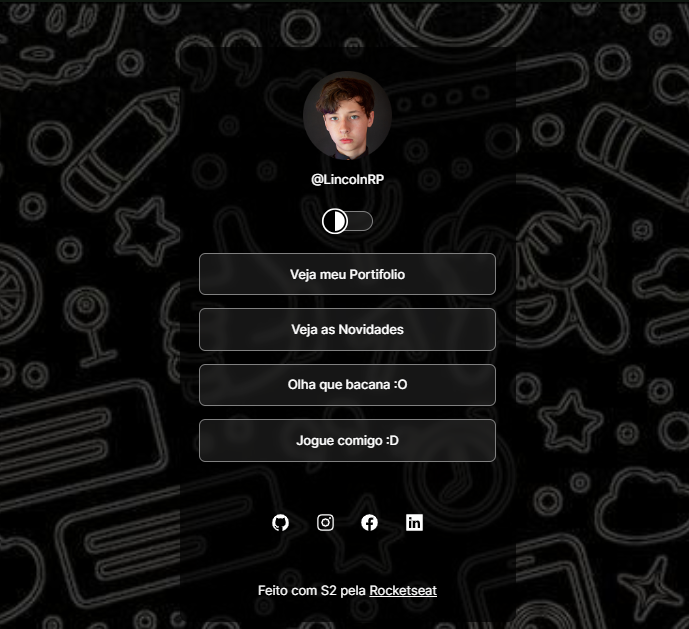 @LincolnRP
Veja meu Portifolio
Veja as Novidades
Olha que bacana :O
Jogue comigo :D
Feito com S2 pela Rocketseat